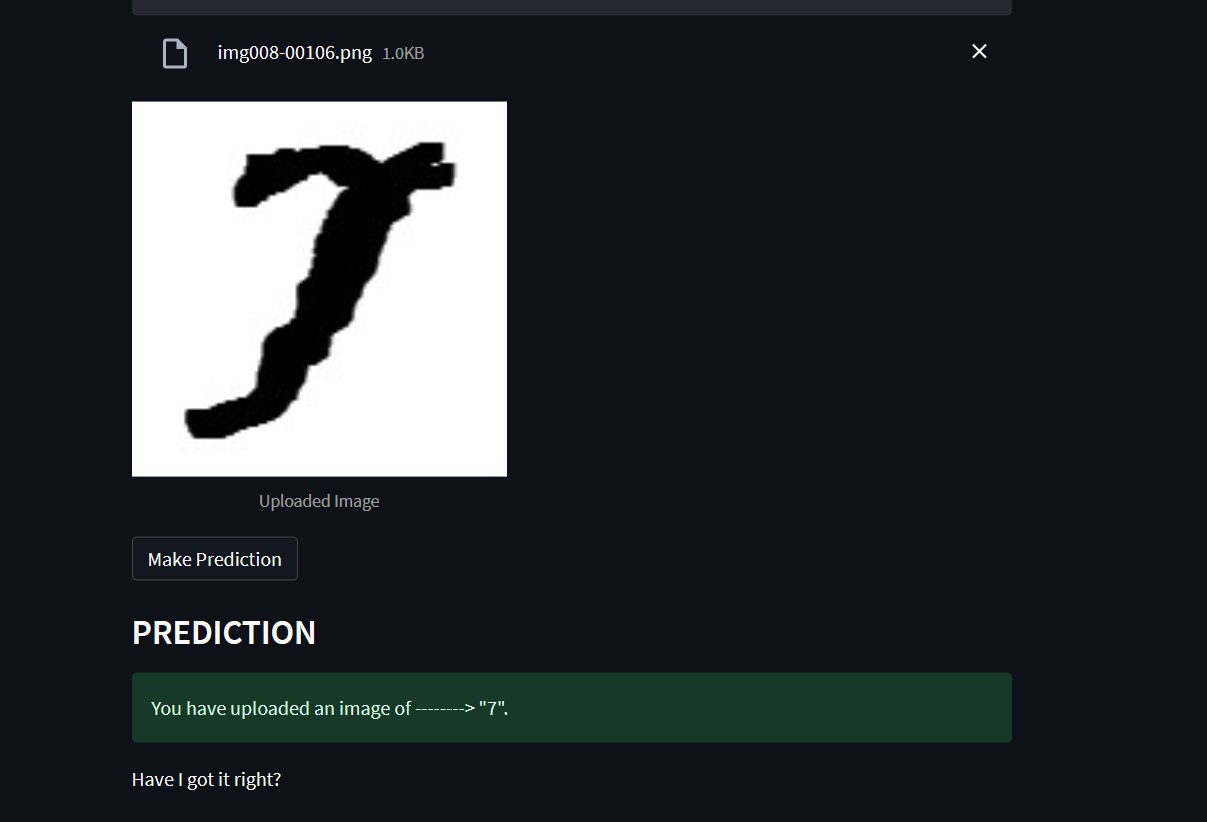 img008-00106.png 1.0KB
7
Uploaded Image
Make Prediction
PREDICTION
You have uploaded an image of --------> "7".
Have I got it right?